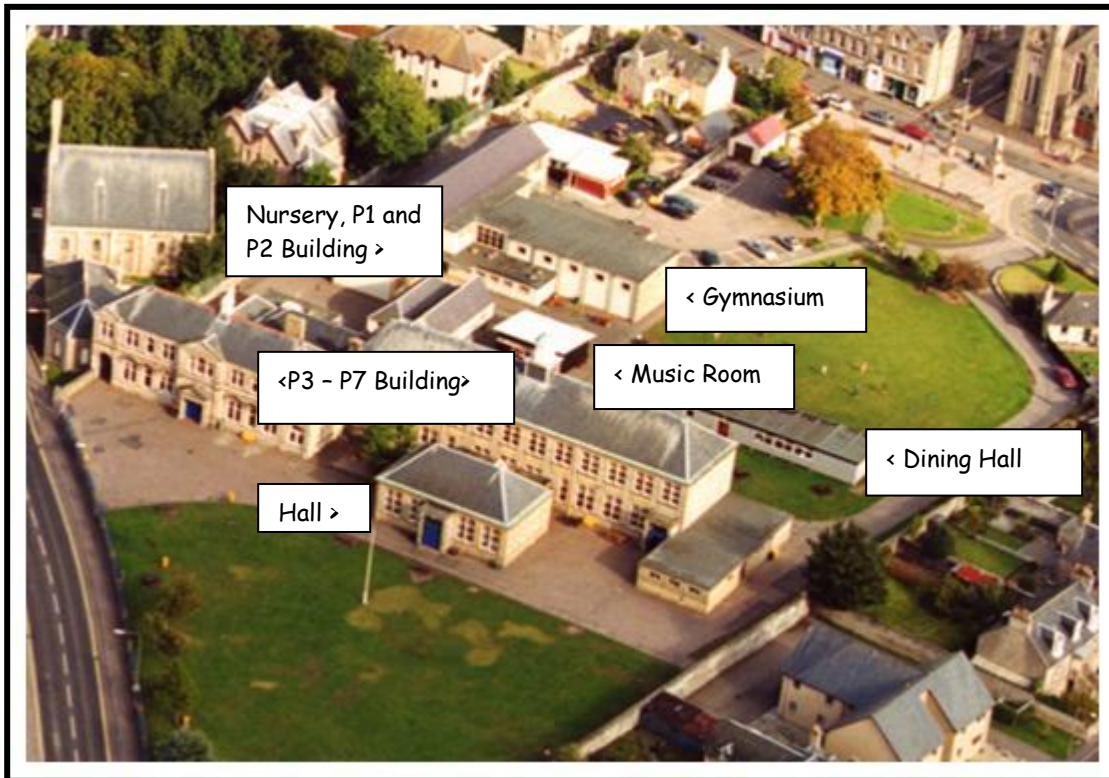 Nursery, P1 and
P2 Building >
< Gymnasium
<P3 – P7 Building>
< Music Room
< Dining Hall
Hall >